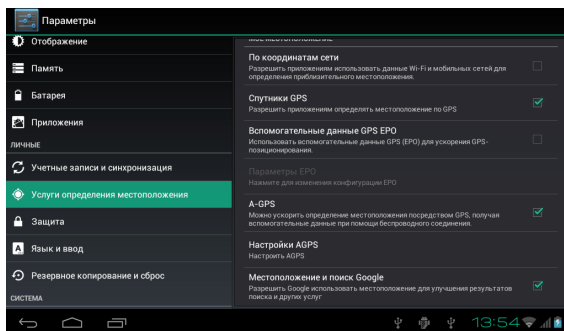 Параметры
Отображение
Память
Батарея
Приложения
ЛИЧНЫЕ
Учетные записи и синхронизация
Услуги определения местоположения
Защита
Язык и ввод
Резервное копирование и сброс
СИСТЕМА
МОЕ МЕСТОПОЛОЖЕНИЕ
По координатам сети
Разрешить приложениям использовать данные Wi-Fi и мобильных сетей для
определения приблизительного местоположения.
Спутники GPS
Разрешить приложениям определять местоположение по GPS
Вспомогательные данные GPS EPO
Использовать вспомогательные данные GPS (EPO) для ускорения GPS-
позиционирования.
Параметры EPO
Нажмите для изменения конфигурации EPO
A-GPS
Можно ускорить определение местоположения посредством GPS, получая
вспомогательные данные при помощи беспроводного соединения.
Настройки AGPS
Настроить AGPS
Местоположение и поиск Google
Разрешить Google использовать местоположение для улучшения результатов
поиска и других услуг
13:54